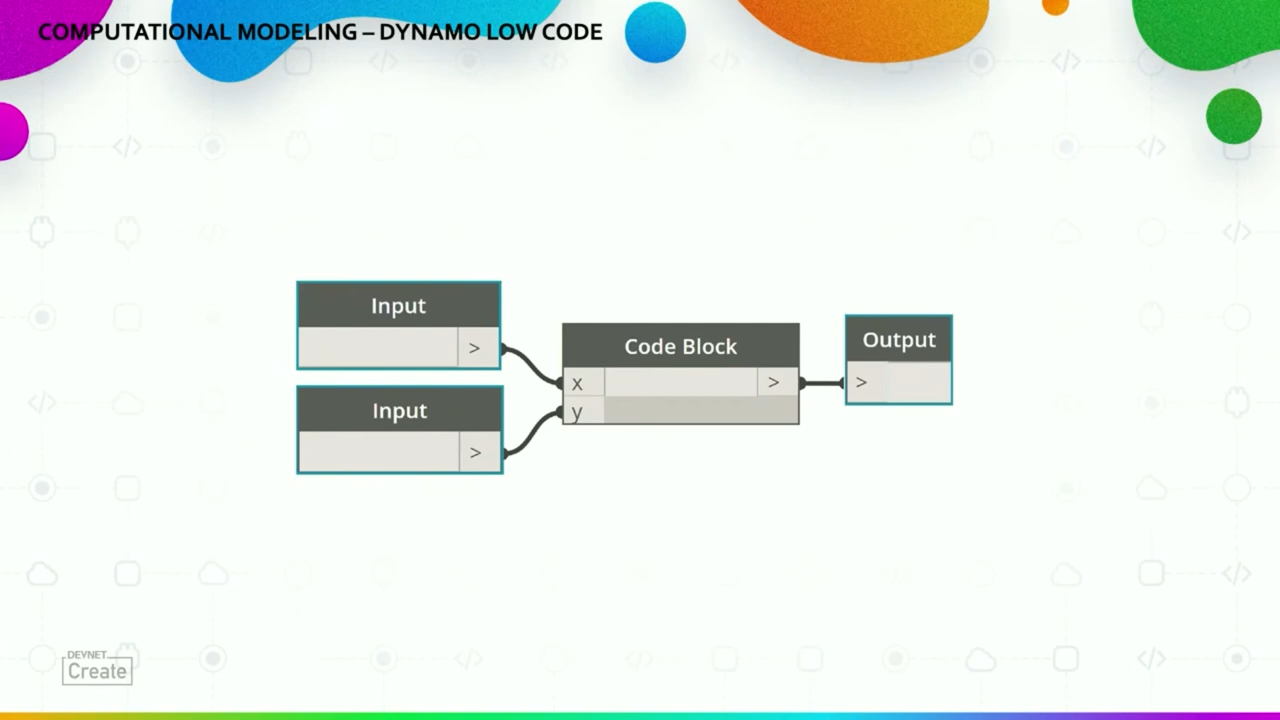 COMPUTATIONAL MODELING – DYNAMO LOW CODE
Input
>
Input
>
Code Block
x
>
y
Output
>
DEVNET
Create